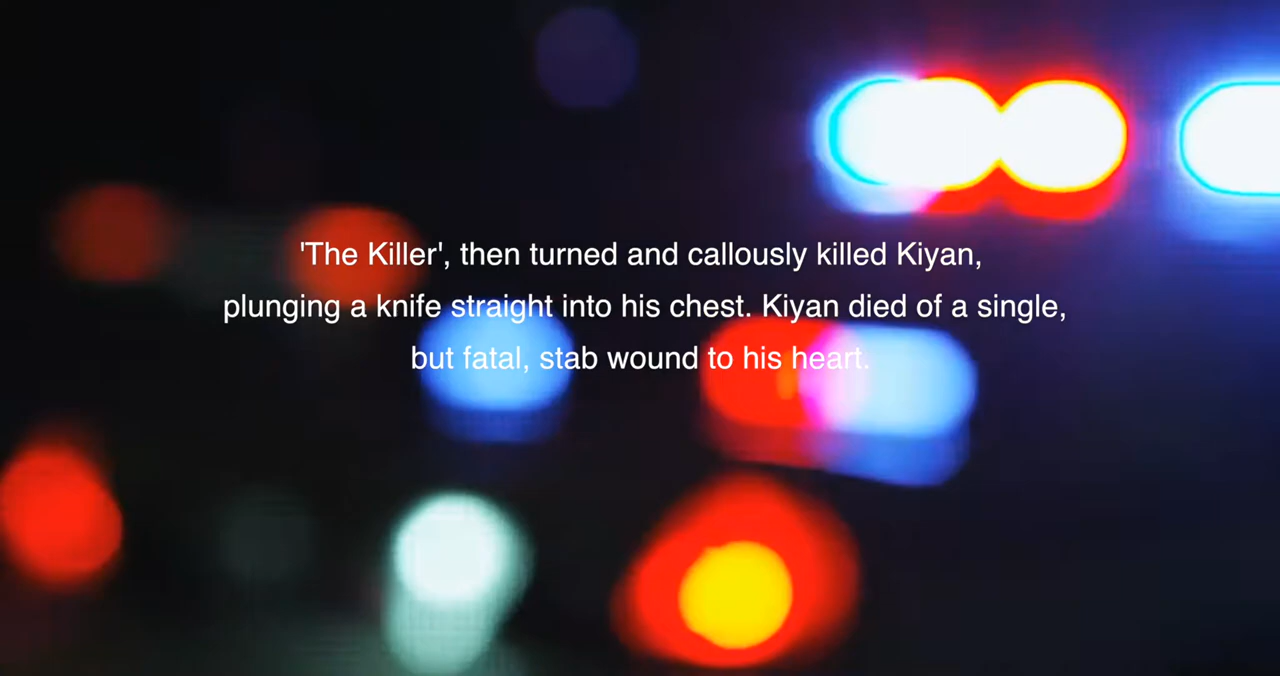 'The Killer', then turned and callously killed Kiyan,
plunging a knife straight into his chest. Kiyan died of a single,
but fatal, stab wound to his heart.